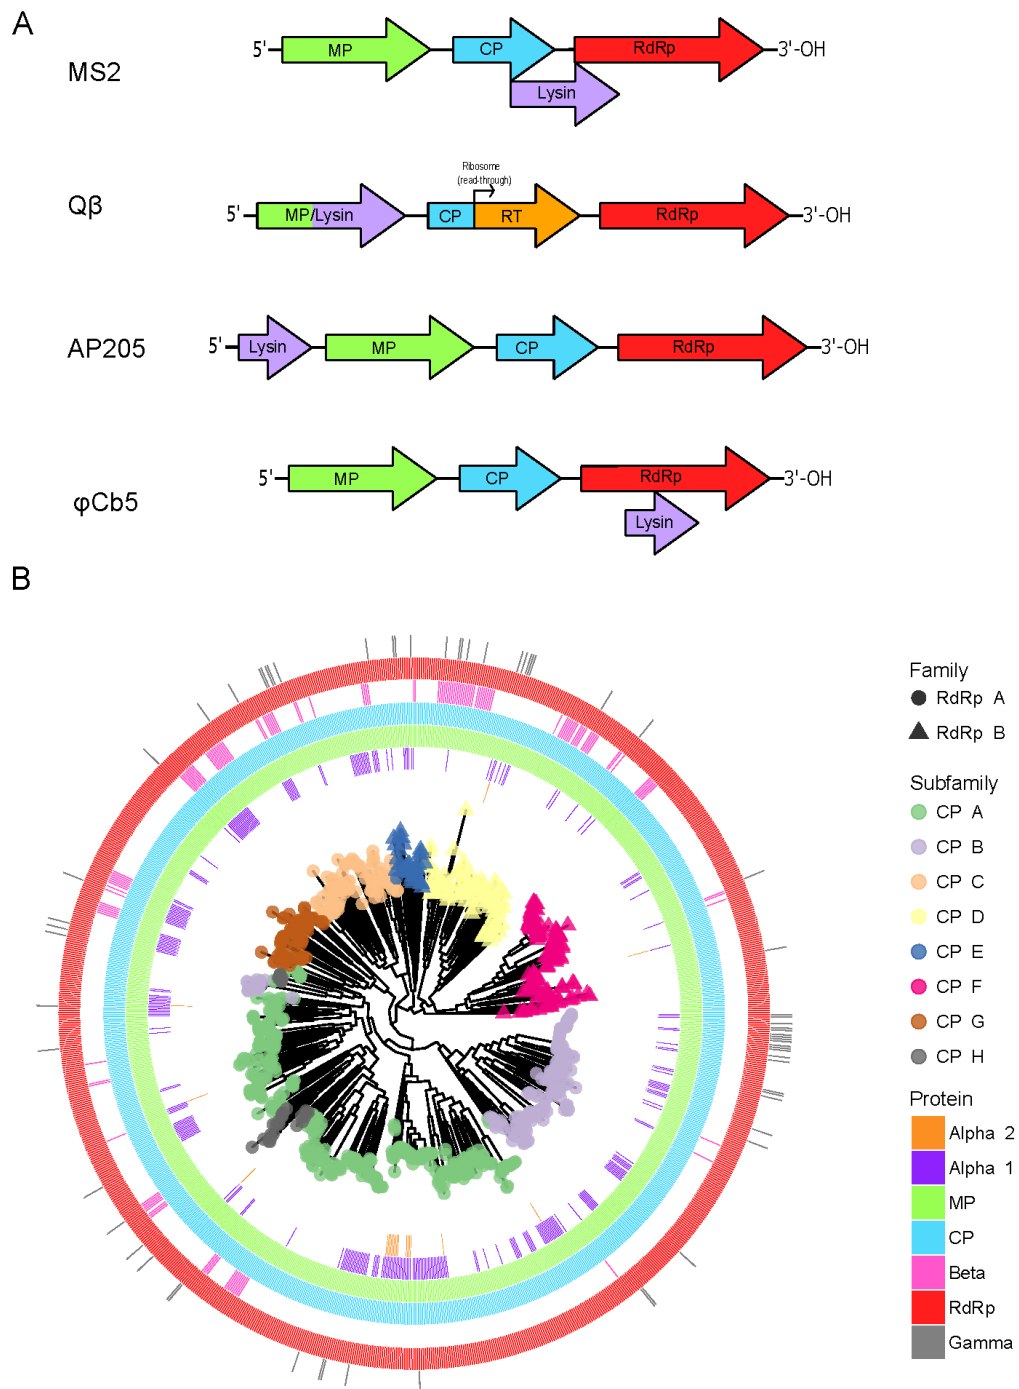 A
MS2
5'
MP
CP
RdRp
3'-OH
Lysin
Qβ
Ribosome
(read-through)
5'
MP/Lysin
CP
RT
RdRp
3'-OH
AP205
5'
Lysin
MP
CP
RdRp
3'-OH
φCb5
5'
MP
CP
RdRp
3'-OH
Lysin
B
Family
RdRp A
RdRp B
Subfamily
CP A
CP B
CP C
CP D
CP E
CP F
CP G
CP H
Protein
Alpha 2
Alpha 1
MP
CP
Beta
RdRp
Gamma